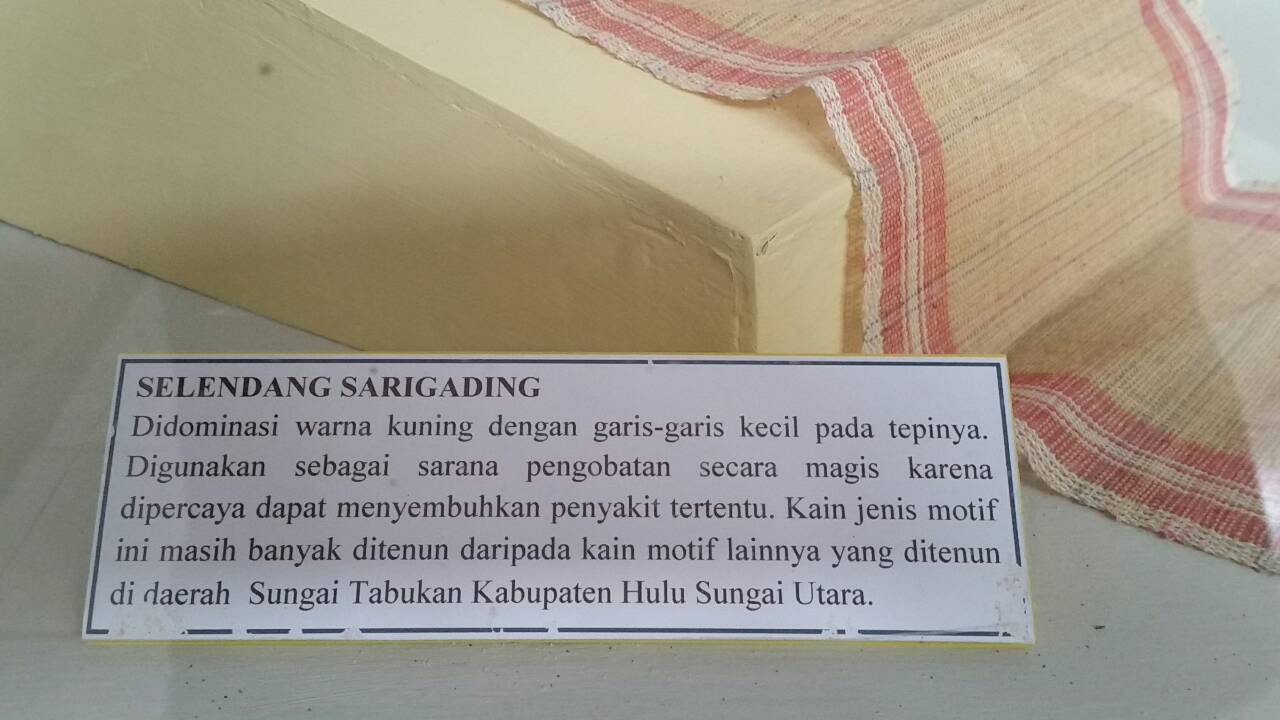 SELENDANG SARIGADING
Didominasi warna kuning dengan garis-garis kecil pada tepinya.
Digunakan sebagai sarana pengobatan secara magis karena
dipercaya dapat menyembuhkan penyakit tertentu. Kain jenis motif
ini masih banyak ditenun daripada kain motif lainnya yang ditenun
di daerah Sungai Tabukan Kabupaten Hulu Sungai Utara.